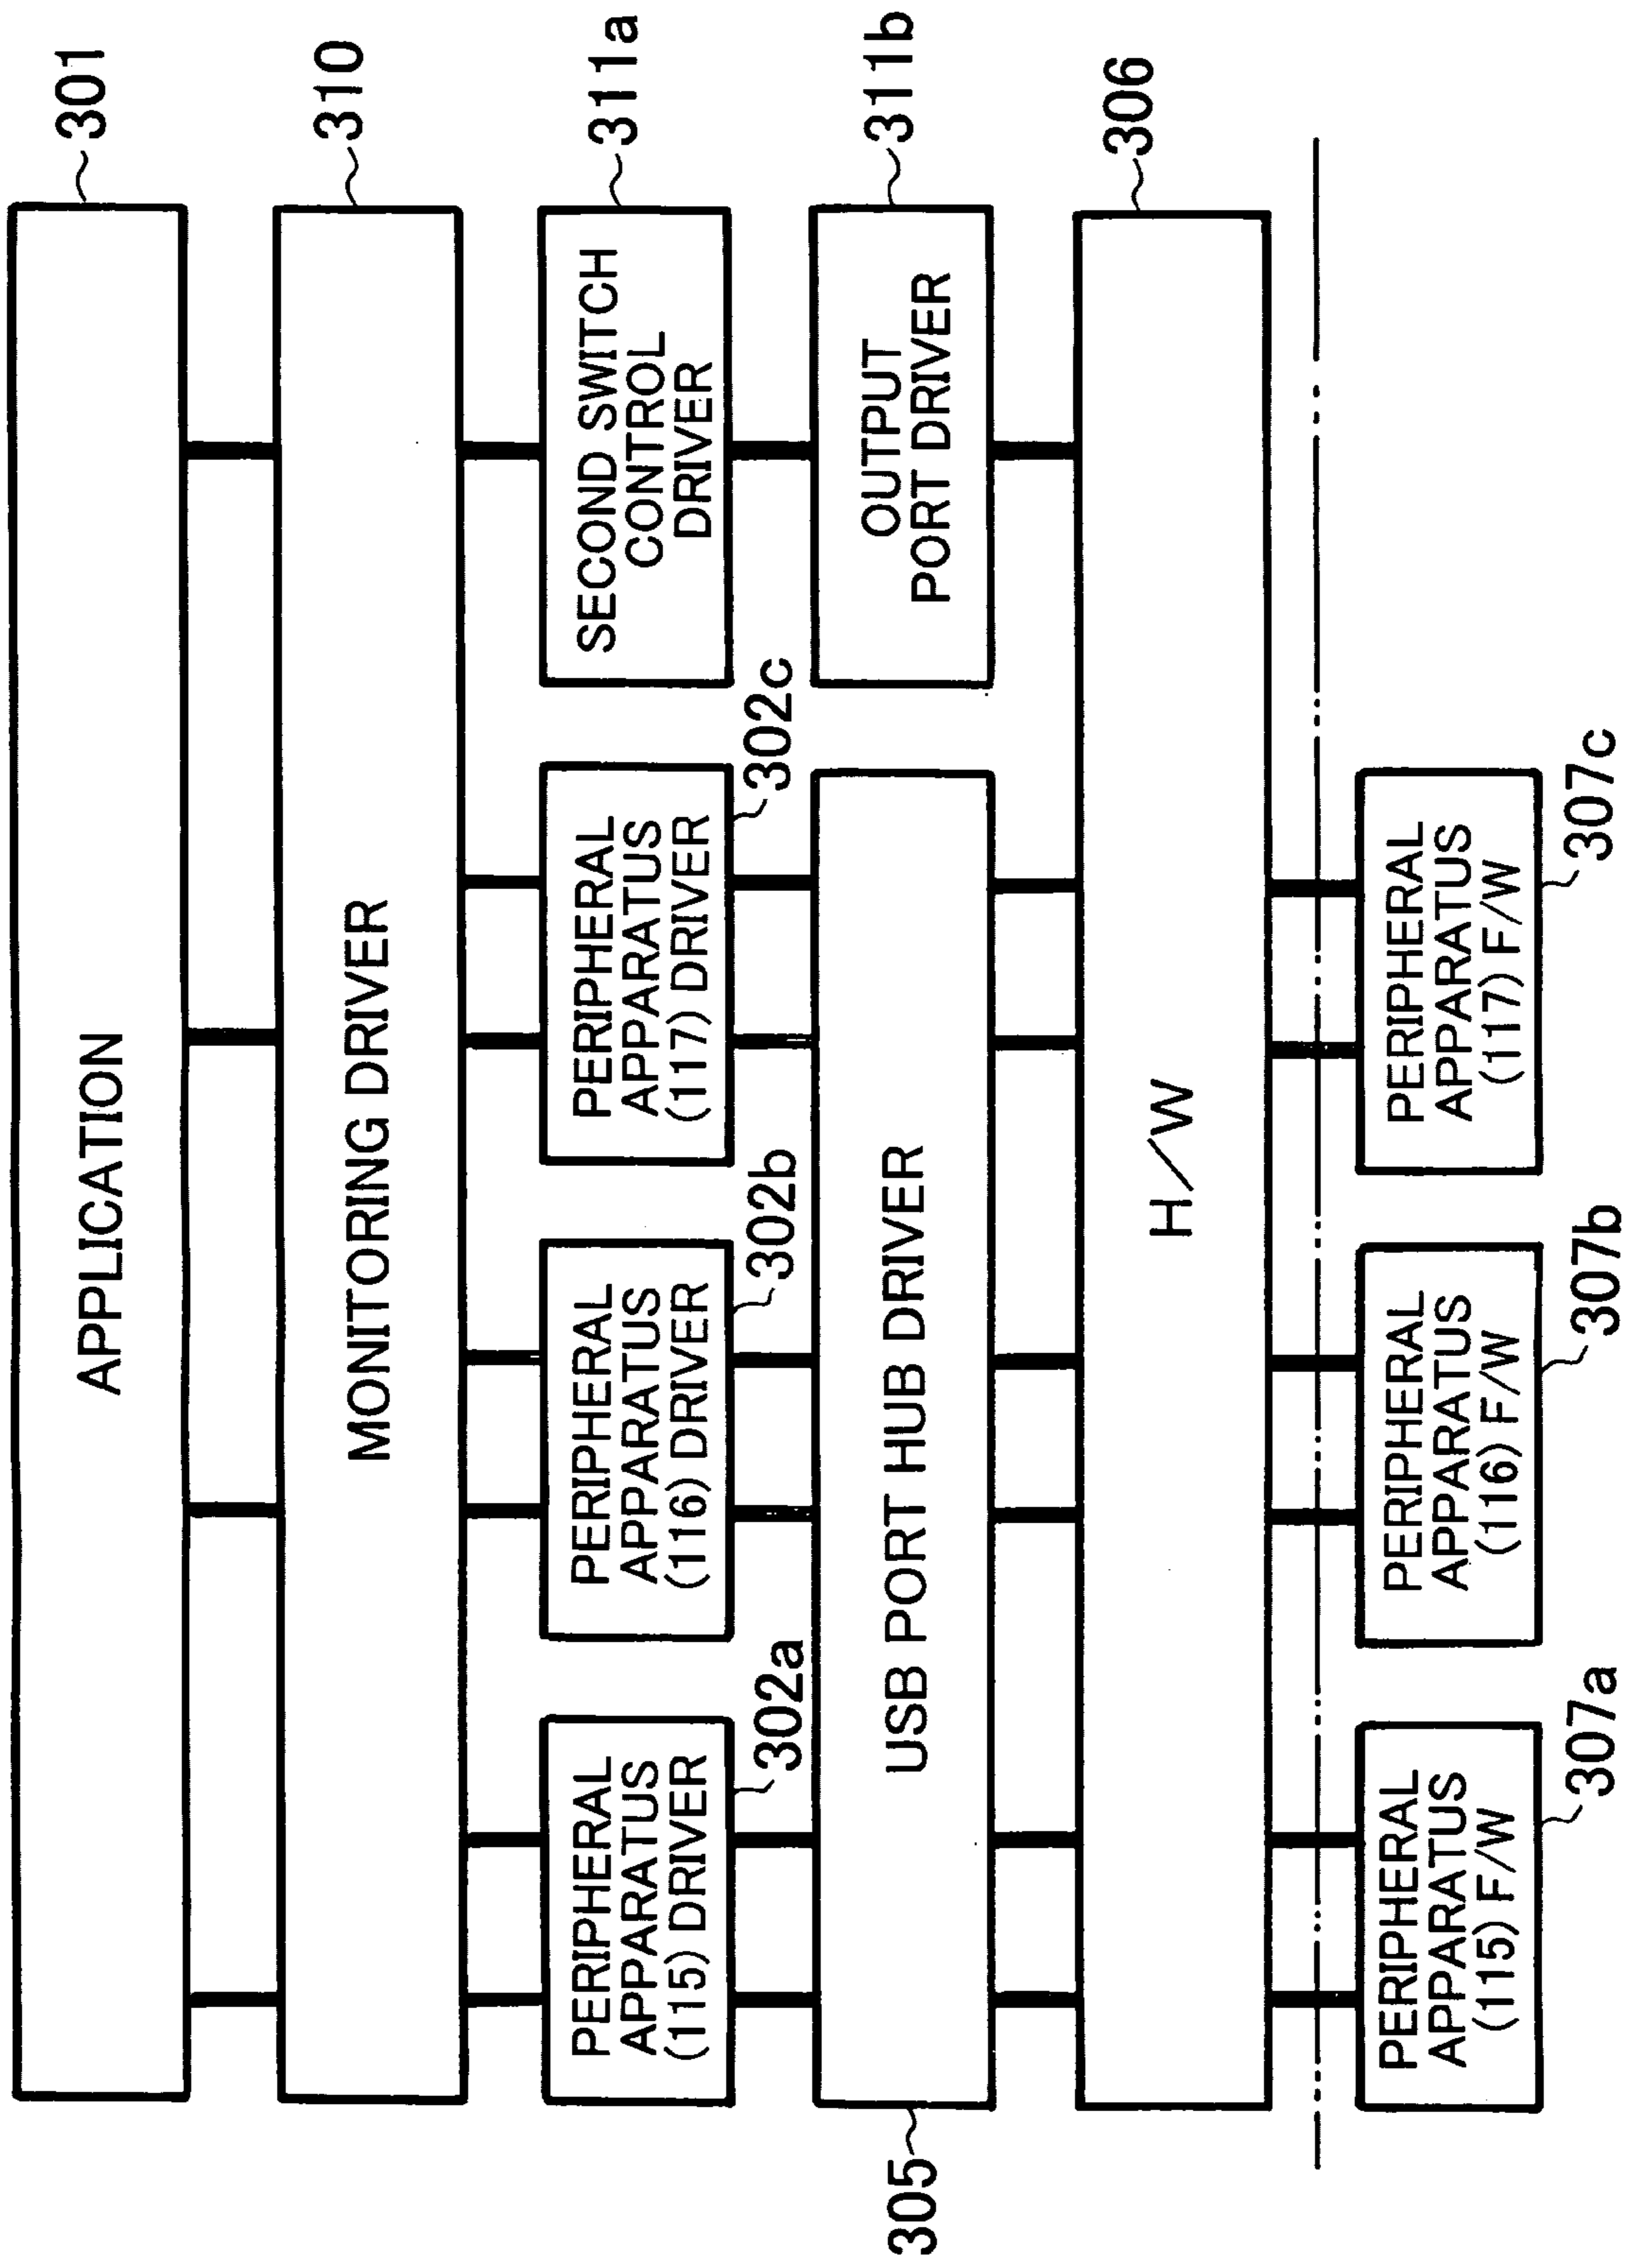 APPLICATION
301
MONITORING DRIVER
310
PERIPHERAL
APPARATUS
(115) DRIVER
302a
PERIPHERAL
APPARATUS
(116) DRIVER
302b
PERIPHERAL
APPARATUS
(117) DRIVER
302c
SECOND SWITCH
CONTROL
DRIVER
311a
305
USB PORT HUB DRIVER
OUTPUT
PORT DRIVER
311b
H/W
306
PERIPHERAL
APPARATUS
(115) F/W
307a
PERIPHERAL
APPARATUS
(116) F/W
307b
PERIPHERAL
APPARATUS
(117) F/W
307c